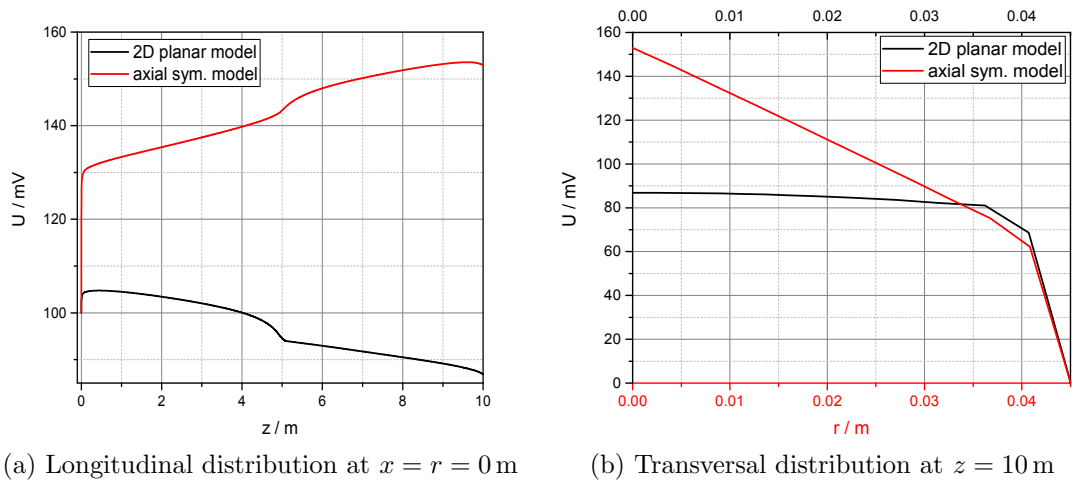 0.00 0.01 0.02 0.03 0.04
160 2D planar model
axial sym. model
140
120
100
U / mV
0 2 4 6 8 10
z / m
160 2D planar model
axial sym. model
140
120
100
80
60
40
20
0
U / mV
0.00 0.01 0.02 0.03 0.04
r / m
(a) Longitudinal distribution at x = r = 0 m
(b) Transversal distribution at z = 10 m